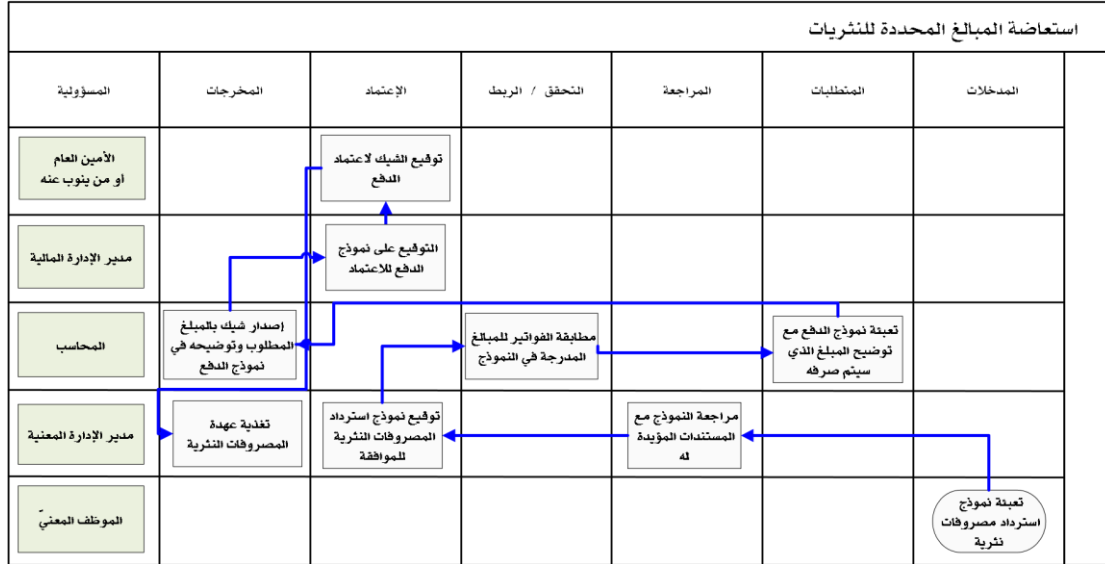 استعاضة المبالغ المحددة للنثريات
المدخلات
المتطلبات
المراجعة
التحقق / الربط
الإعتماد
المخرجات
المسؤولية
توقيع الشيك لاعتماد
الدفع
الأمين العام
أو من ينوب عنه
التوقيع على نموذج
الدفع للاعتماد
مدير الإدارة المالية
تعبئة نموذج الدفع مع
توضيح المبلغ الذي
سيتم صرفه
مطابقة الفواتير للمبالغ
المدرجة في النموذج
إصدار شيك بالمبلغ
المطلوب وتوضيحه في
نموذج الدفع
المحاسب
مراجعة النموذج مع
المستندات المؤيدة
له
توقيع نموذج استرداد
المصروفات النثرية
للموافقة
تغذية عهدة
المصروفات النثرية
مدير الإدارة المعنية
تعبئة نموذج
استرداد مصروفات
نثرية
الموظف المعنيّ